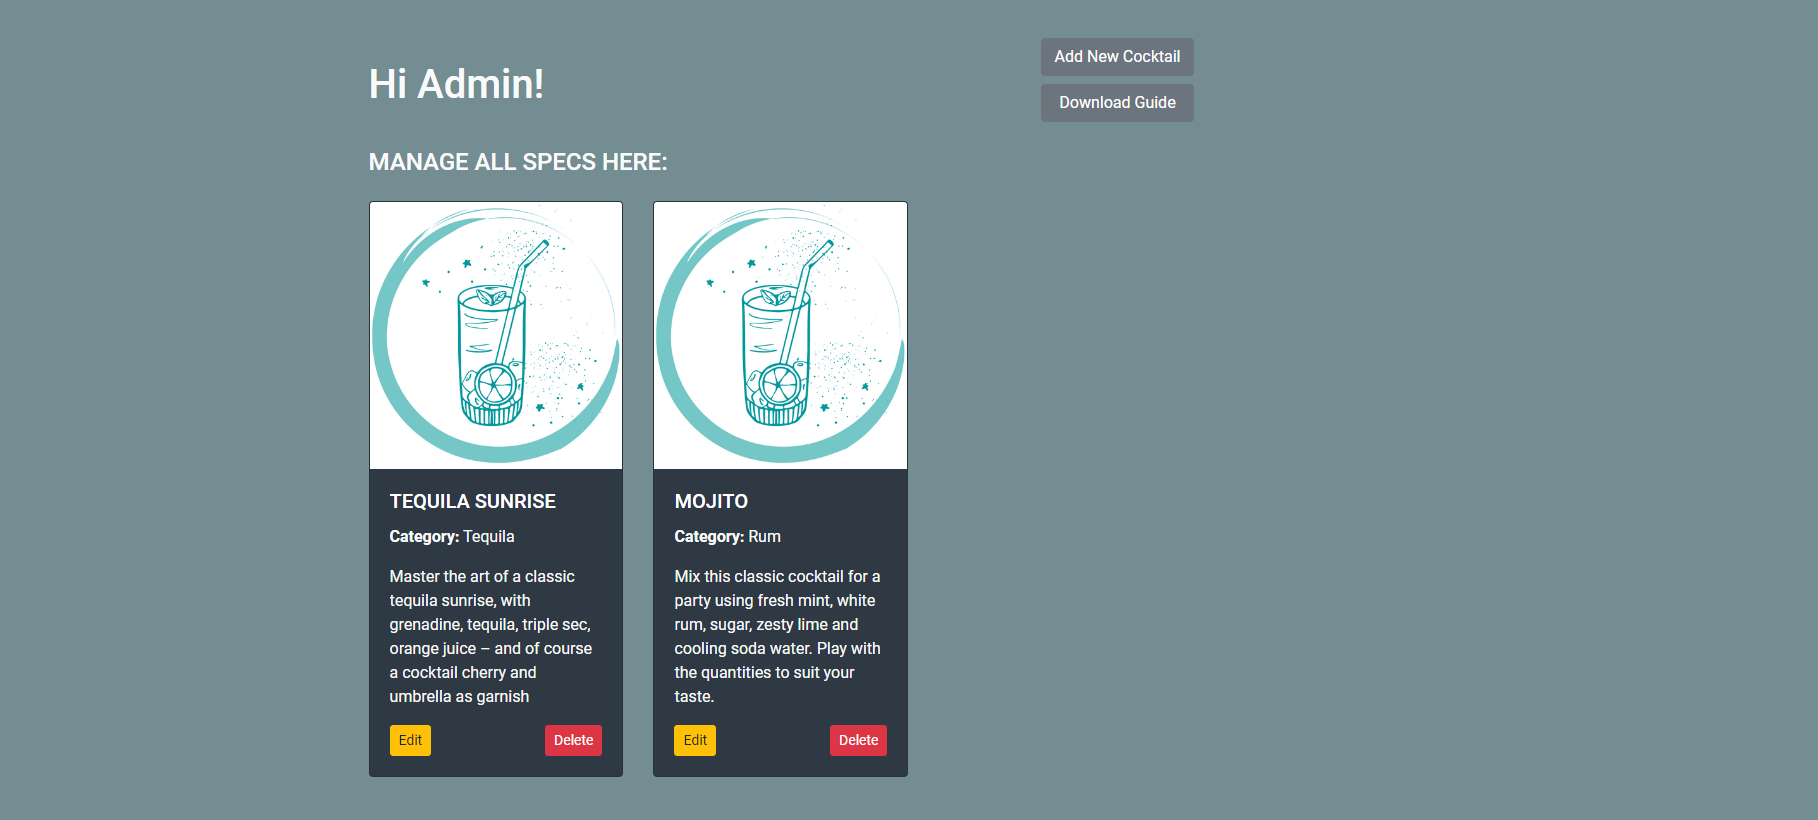 Hi Admin!
Add New Cocktail
Download Guide
MANAGE ALL SPECS HERE:
TEQUILA SUNRISE
Category: Tequila
Master the art of a classic
tequila sunrise, with
grenadine, tequila, triple sec,
orange juice – and of course
a cocktail cherry and
umbrella as garnish
Edit
Delete
MOJITO
Category: Rum
Mix this classic cocktail for a
party using fresh mint, white
rum, sugar, zesty lime and
cooling soda water. Play with
the quantities to suit your
taste.
Edit
Delete